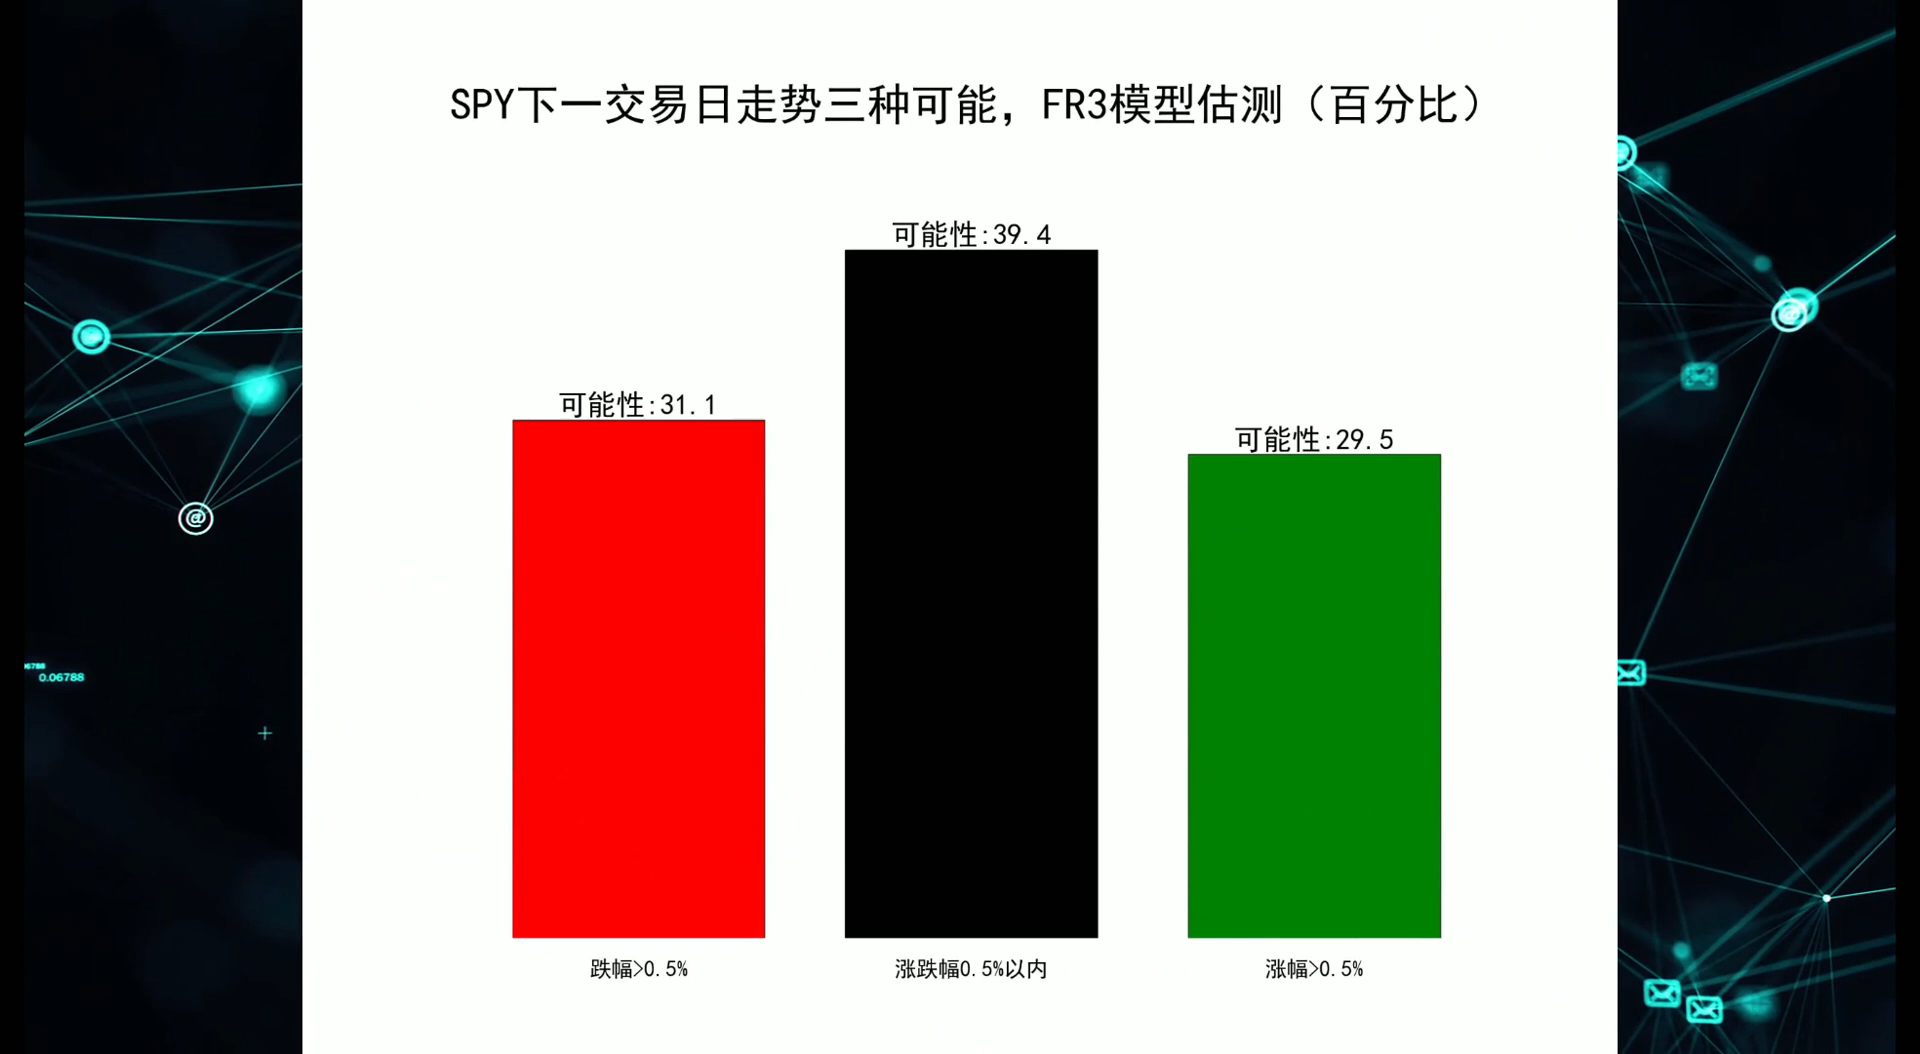 SPY下一交易日走势三种可能，FR3模型估测（百分比）
可能性:39.4
可能性:31.1
可能性:29.5
跌幅>0.5%
涨跌幅0.5%以内
涨幅>0.5%
@
@
6788
0.06788